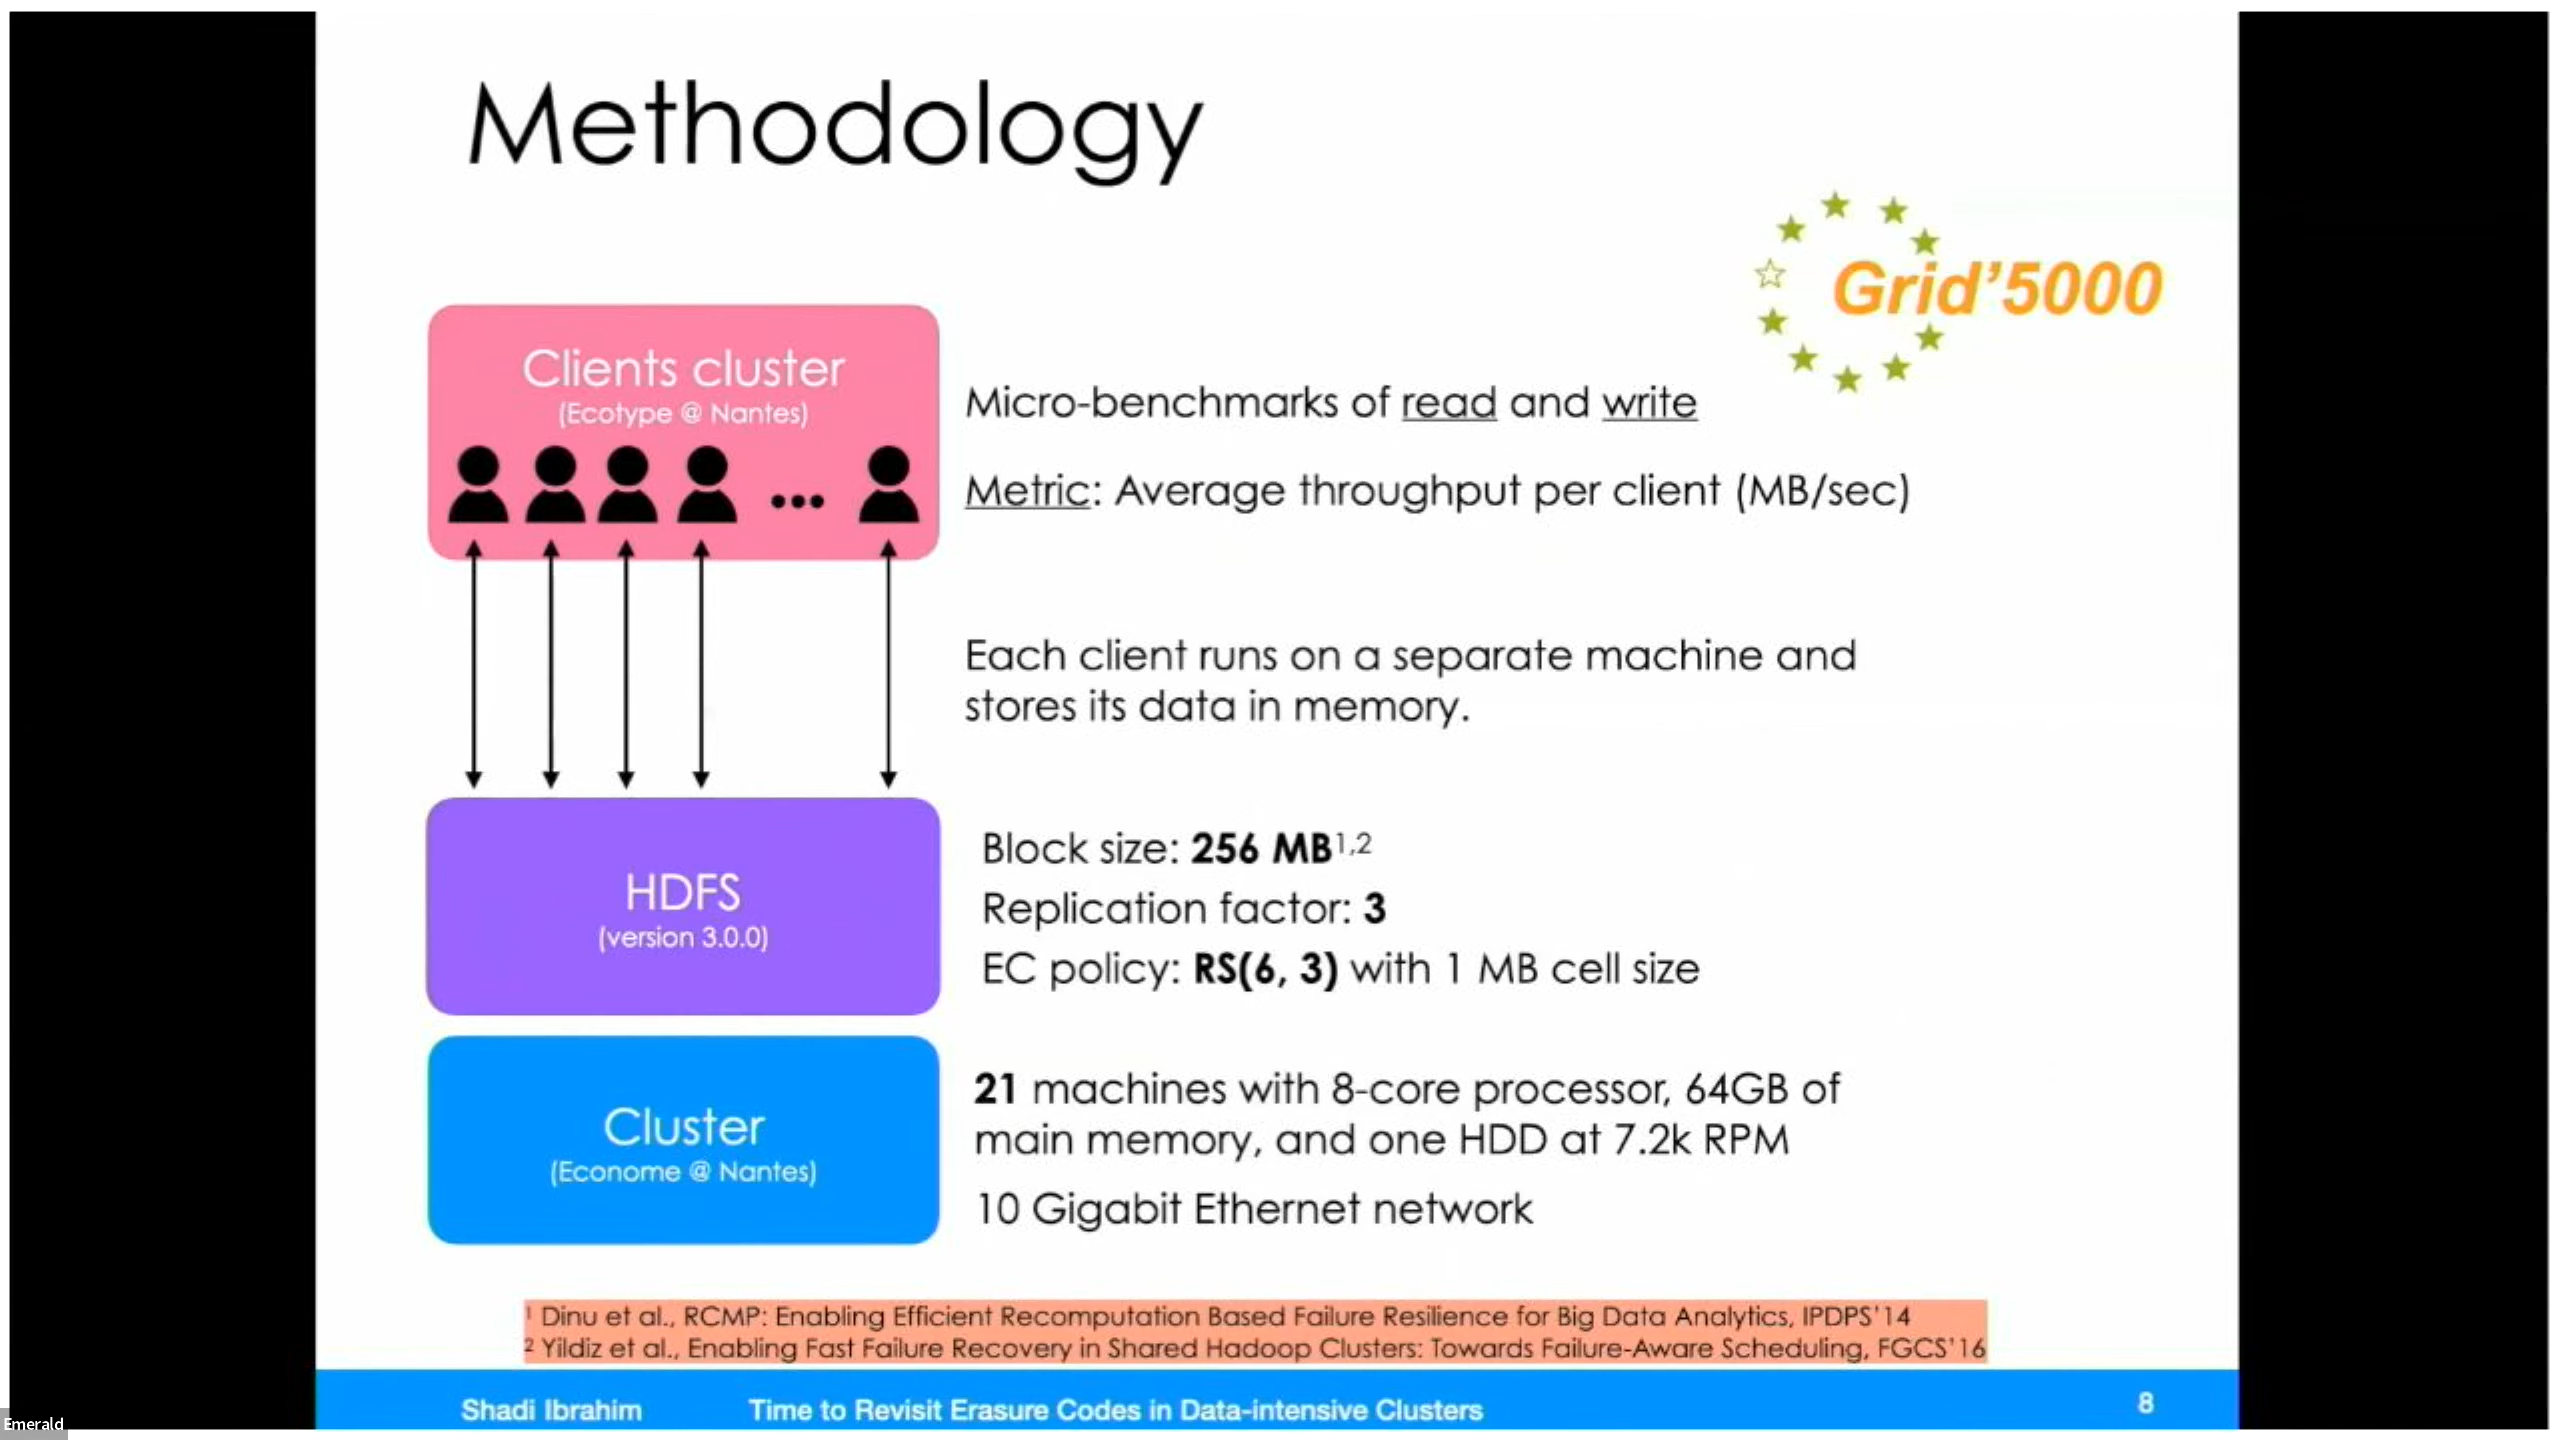 Methodology
Grid'5000
Clients cluster
(Ecotype @ Nantes)
Micro-benchmarks of read and write
Metric: Average throughput per client (MB/sec)
Each client runs on a separate machine and
stores its data in memory.
HDFS
(version 3.0.0)
Block size: 256 MB1,2
Replication factor: 3
EC policy: RS(6, 3) with 1 MB cell size
Cluster
(Econome @ Nantes)
21 machines with 8-core processor, 64GB of
main memory, and one HDD at 7.2k RPM
10 Gigabit Ethernet network
1 Dinu et al., RCMP: Enabling Efficient Recomputation Based Failure Resilience for Big Data Analytics, IPDPS'14
2 Yildiz et al., Enabling Fast Failure Recovery in Shared Hadoop Clusters: Towards Failure-Aware Scheduling, FGCS'16
Shadi Ibrahim Time to Revisit Erasure Codes in Data-intensive Clusters 8
Emerald